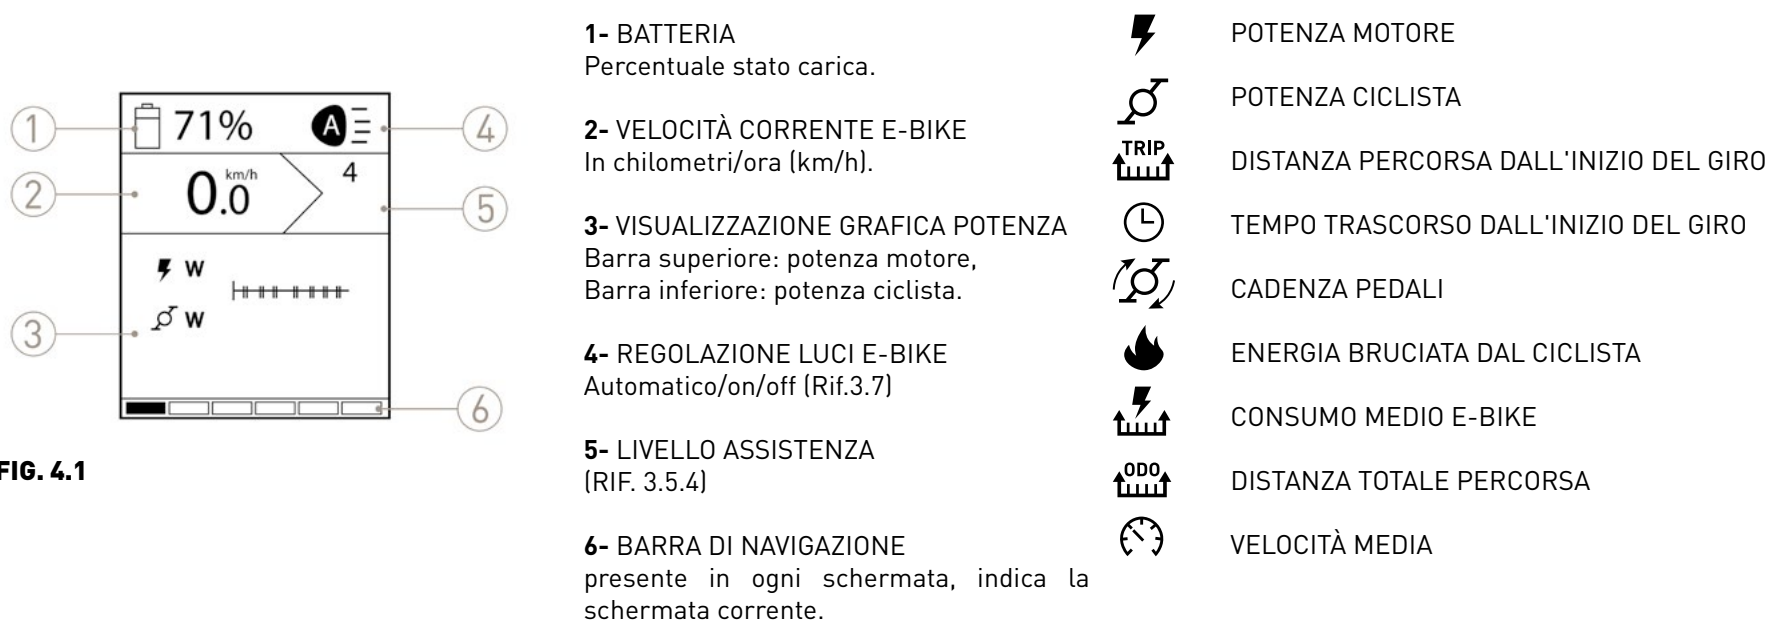 1
71%
A
4
2
0.0
km/h
4
5
W
W
3
6
FIG. 4.1
1- BATTERIA
Percentuale stato carica.
2- VELOCITÀ CORRENTE E-BIKE
In chilometri/ora (km/h).
3- VISUALIZZAZIONE GRAFICA POTENZA
Barra superiore: potenza motore,
Barra inferiore: potenza ciclista.
4- REGOLAZIONE LUCI E-BIKE
Automatico/on/off (Rif.3.7)
5- LIVELLO ASSISTENZA
(RIF. 3.5.4)
6- BARRA DI NAVIGAZIONE
presente in ogni schermata, indica la
schermata corrente.
POTENZA MOTORE
POTENZA CICLISTA
TRIP
DISTANZA PERCORSA DALL'INIZIO DEL GIRO
TEMPO TRASCORSO DALL'INIZIO DEL GIRO
CADENZA PEDALI
ENERGIA BRUCIATA DAL CICLISTA
CONSUMO MEDIO E-BIKE
ODO
DISTANZA TOTALE PERCORSA
VELOCITÀ MEDIA